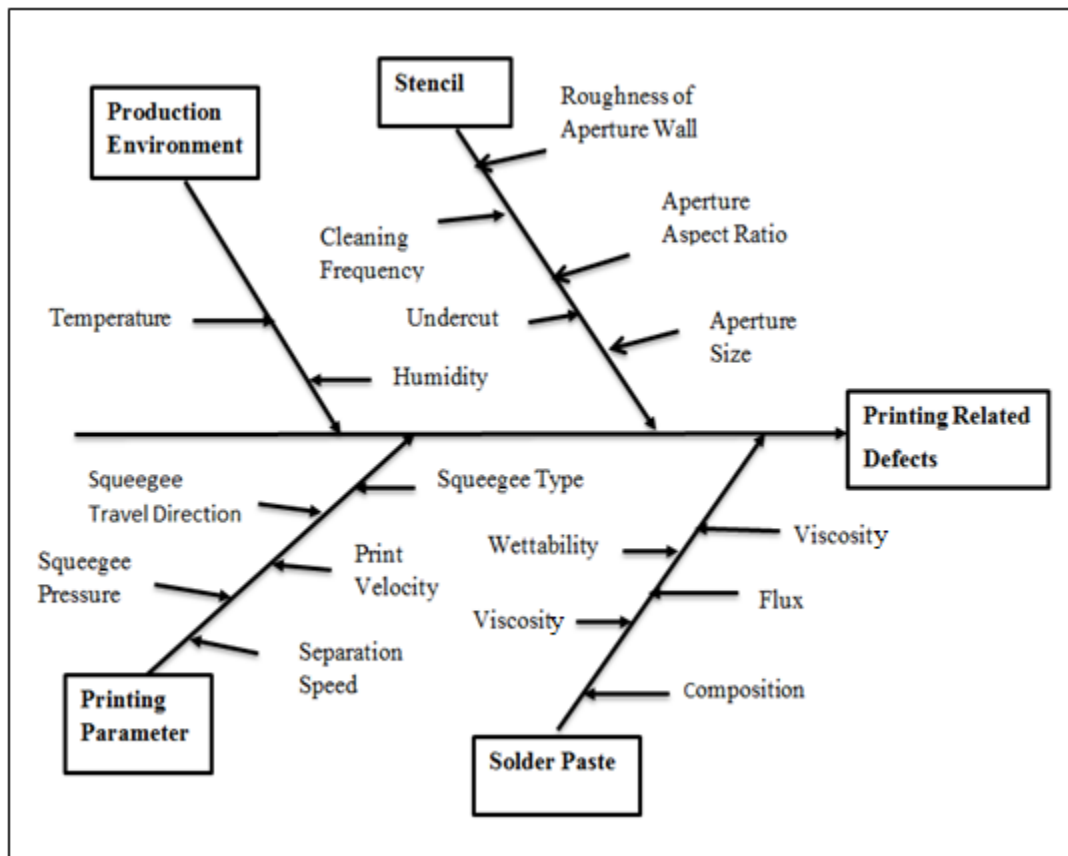 Production
Environment
Stencil
Roughness of
Aperture Wall
Cleaning
Frequency
Aperture
Aspect Ratio
Temperature
Undercut
Aperture
Size
Humidity
Printing Related
Defects
Squeegee
Travel Direction
Squeegee Type
Squeegee
Pressure
Print
Velocity
Separation
Speed
Printing
Parameter
Wettability
Viscosity
Flux
Viscosity
Composition
Solder Paste